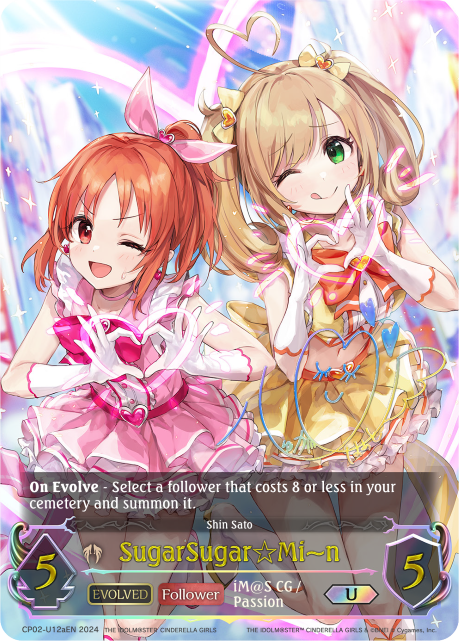 On Evolve - Select a follower that costs 8 or less in your
cemetery and summon it.
Shin Sato
SugarSugar☆Mi~n
5
5
EVOLVED
Follower
iM@S CG /
Passion
U
CP02-U12aEN 2024 THE IDOLM@STER CINDERELLA GIRLS THE IDOLM@STER™ CINDERELLA GIRLS & ©BNEI © Cygames, Inc.